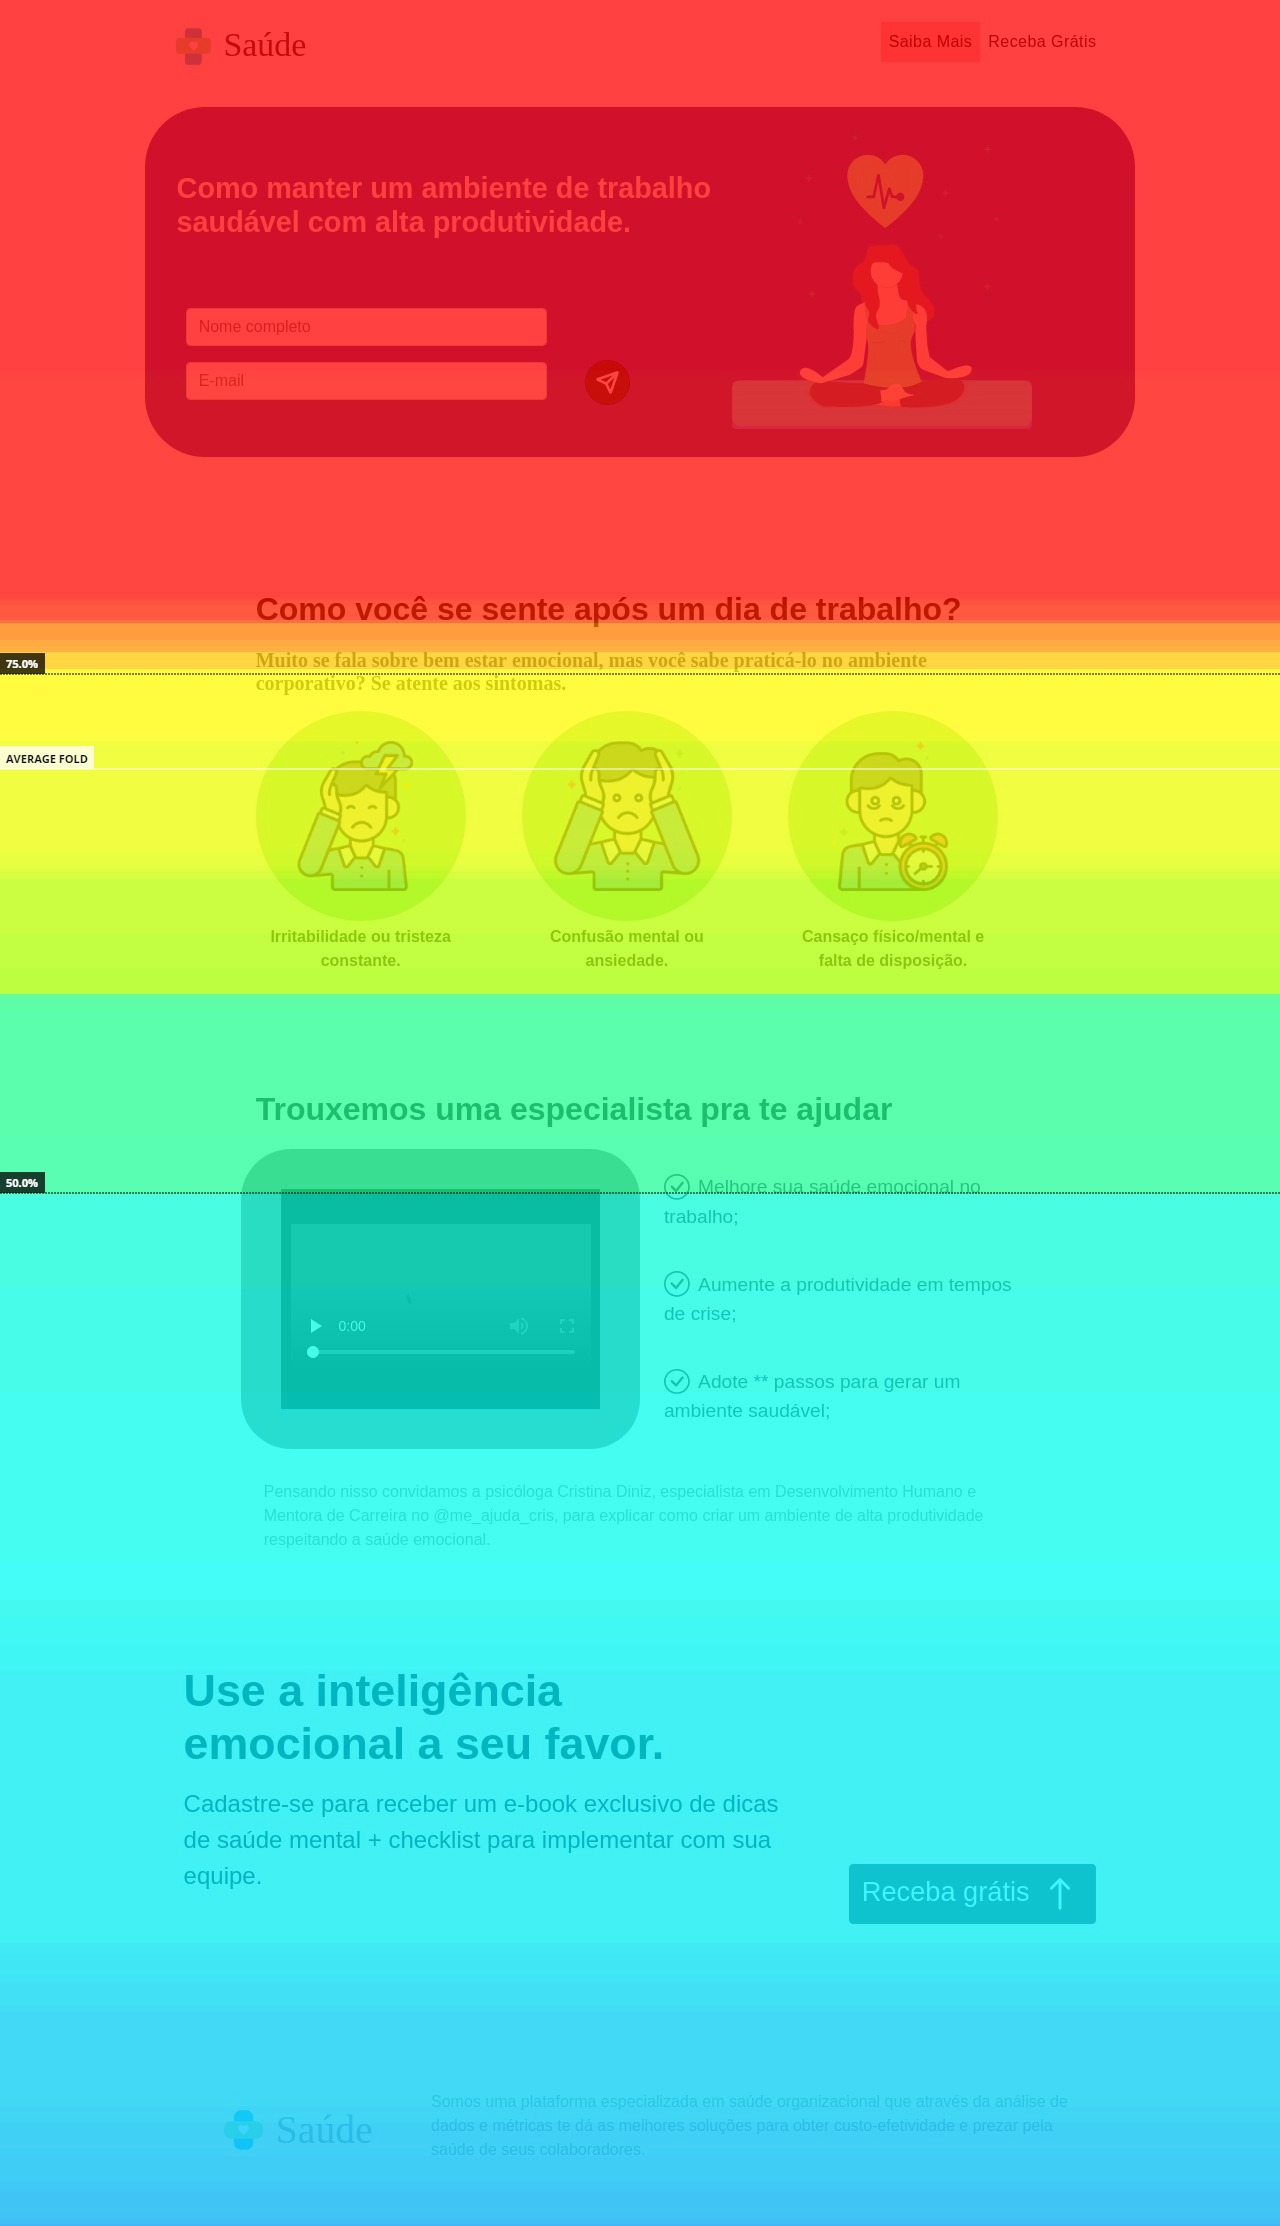 Saúde
Saiba Mais
Receba Grátis
Como manter um ambiente de trabalho
saudável com alta produtividade.
Nome completo
E-mail
Como você se sente após um dia de trabalho?
75.0%
Muito se fala sobre bem estar emocional, mas você sabe praticá-lo no ambiente
corporativo? Se atente aos sintomas.
AVERAGE FOLD
Irritabilidade ou tristeza
constante.
Confusão mental ou
ansiedade.
Cansaço físico/mental e
falta de disposição.
Trouxemos uma especialista pra te ajudar
50.0%
Melhore sua saúde emocional no
trabalho;
Aumente a produtividade em tempos
de crise;
0:00
Adote ** passos para gerar um
ambiente saudável;
Pensando nisso convidamos a psicóloga Cristina Diniz, especialista em Desenvolvimento Humano e
Mentora de Carreira no @me_ajuda_cris, para explicar como criar um ambiente de alta produtividade
respeitando a saúde emocional.
Use a inteligência
emocional a seu favor.
Cadastre-se para receber um e-book exclusivo de dicas
de saúde mental + checklist para implementar com sua
equipe.
Receba grátis
Saúde
Somos uma plataforma especializada em saúde organizacional que através da análise de
dados e métricas te dá as melhores soluções para obter custo-efetividade e prezar pela
saúde de seus colaboradores.